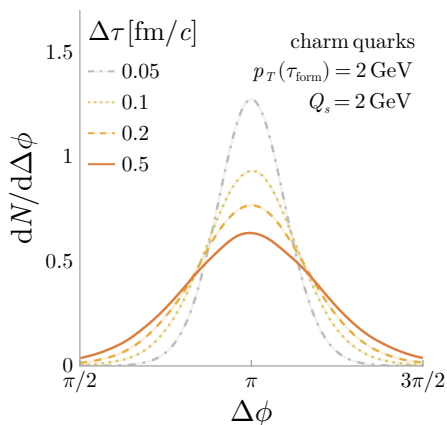 Δτ [fm/c]
0.05
0.1
0.2
0.5
charm quarks
p_T(τ_form) = 2 GeV
Q_s = 2 GeV
dN/dΔϕ
1.5
1
0.5
0
π/2
π
3π/2
Δϕ